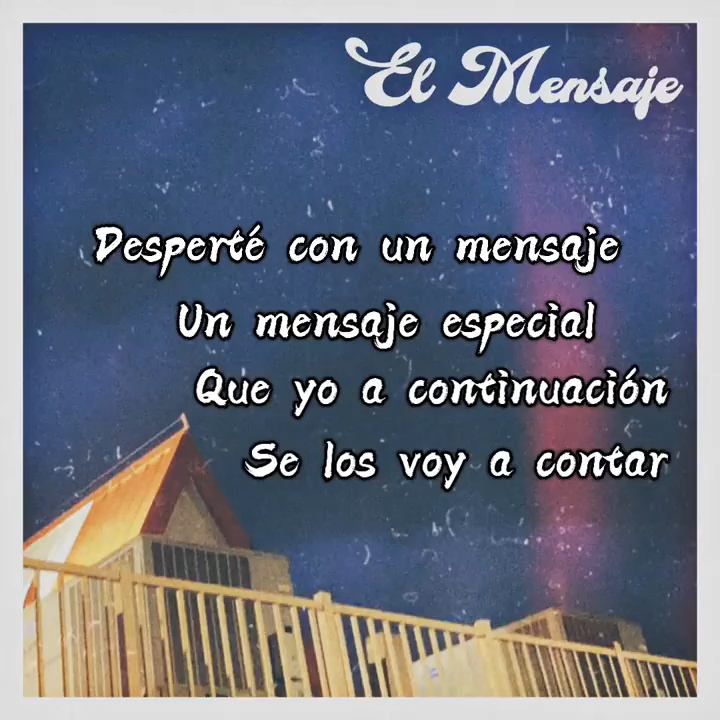 El Mensaje
Desperté con un mensaje
Un mensaje especial
Que yo a continuación
Se los voy a contar